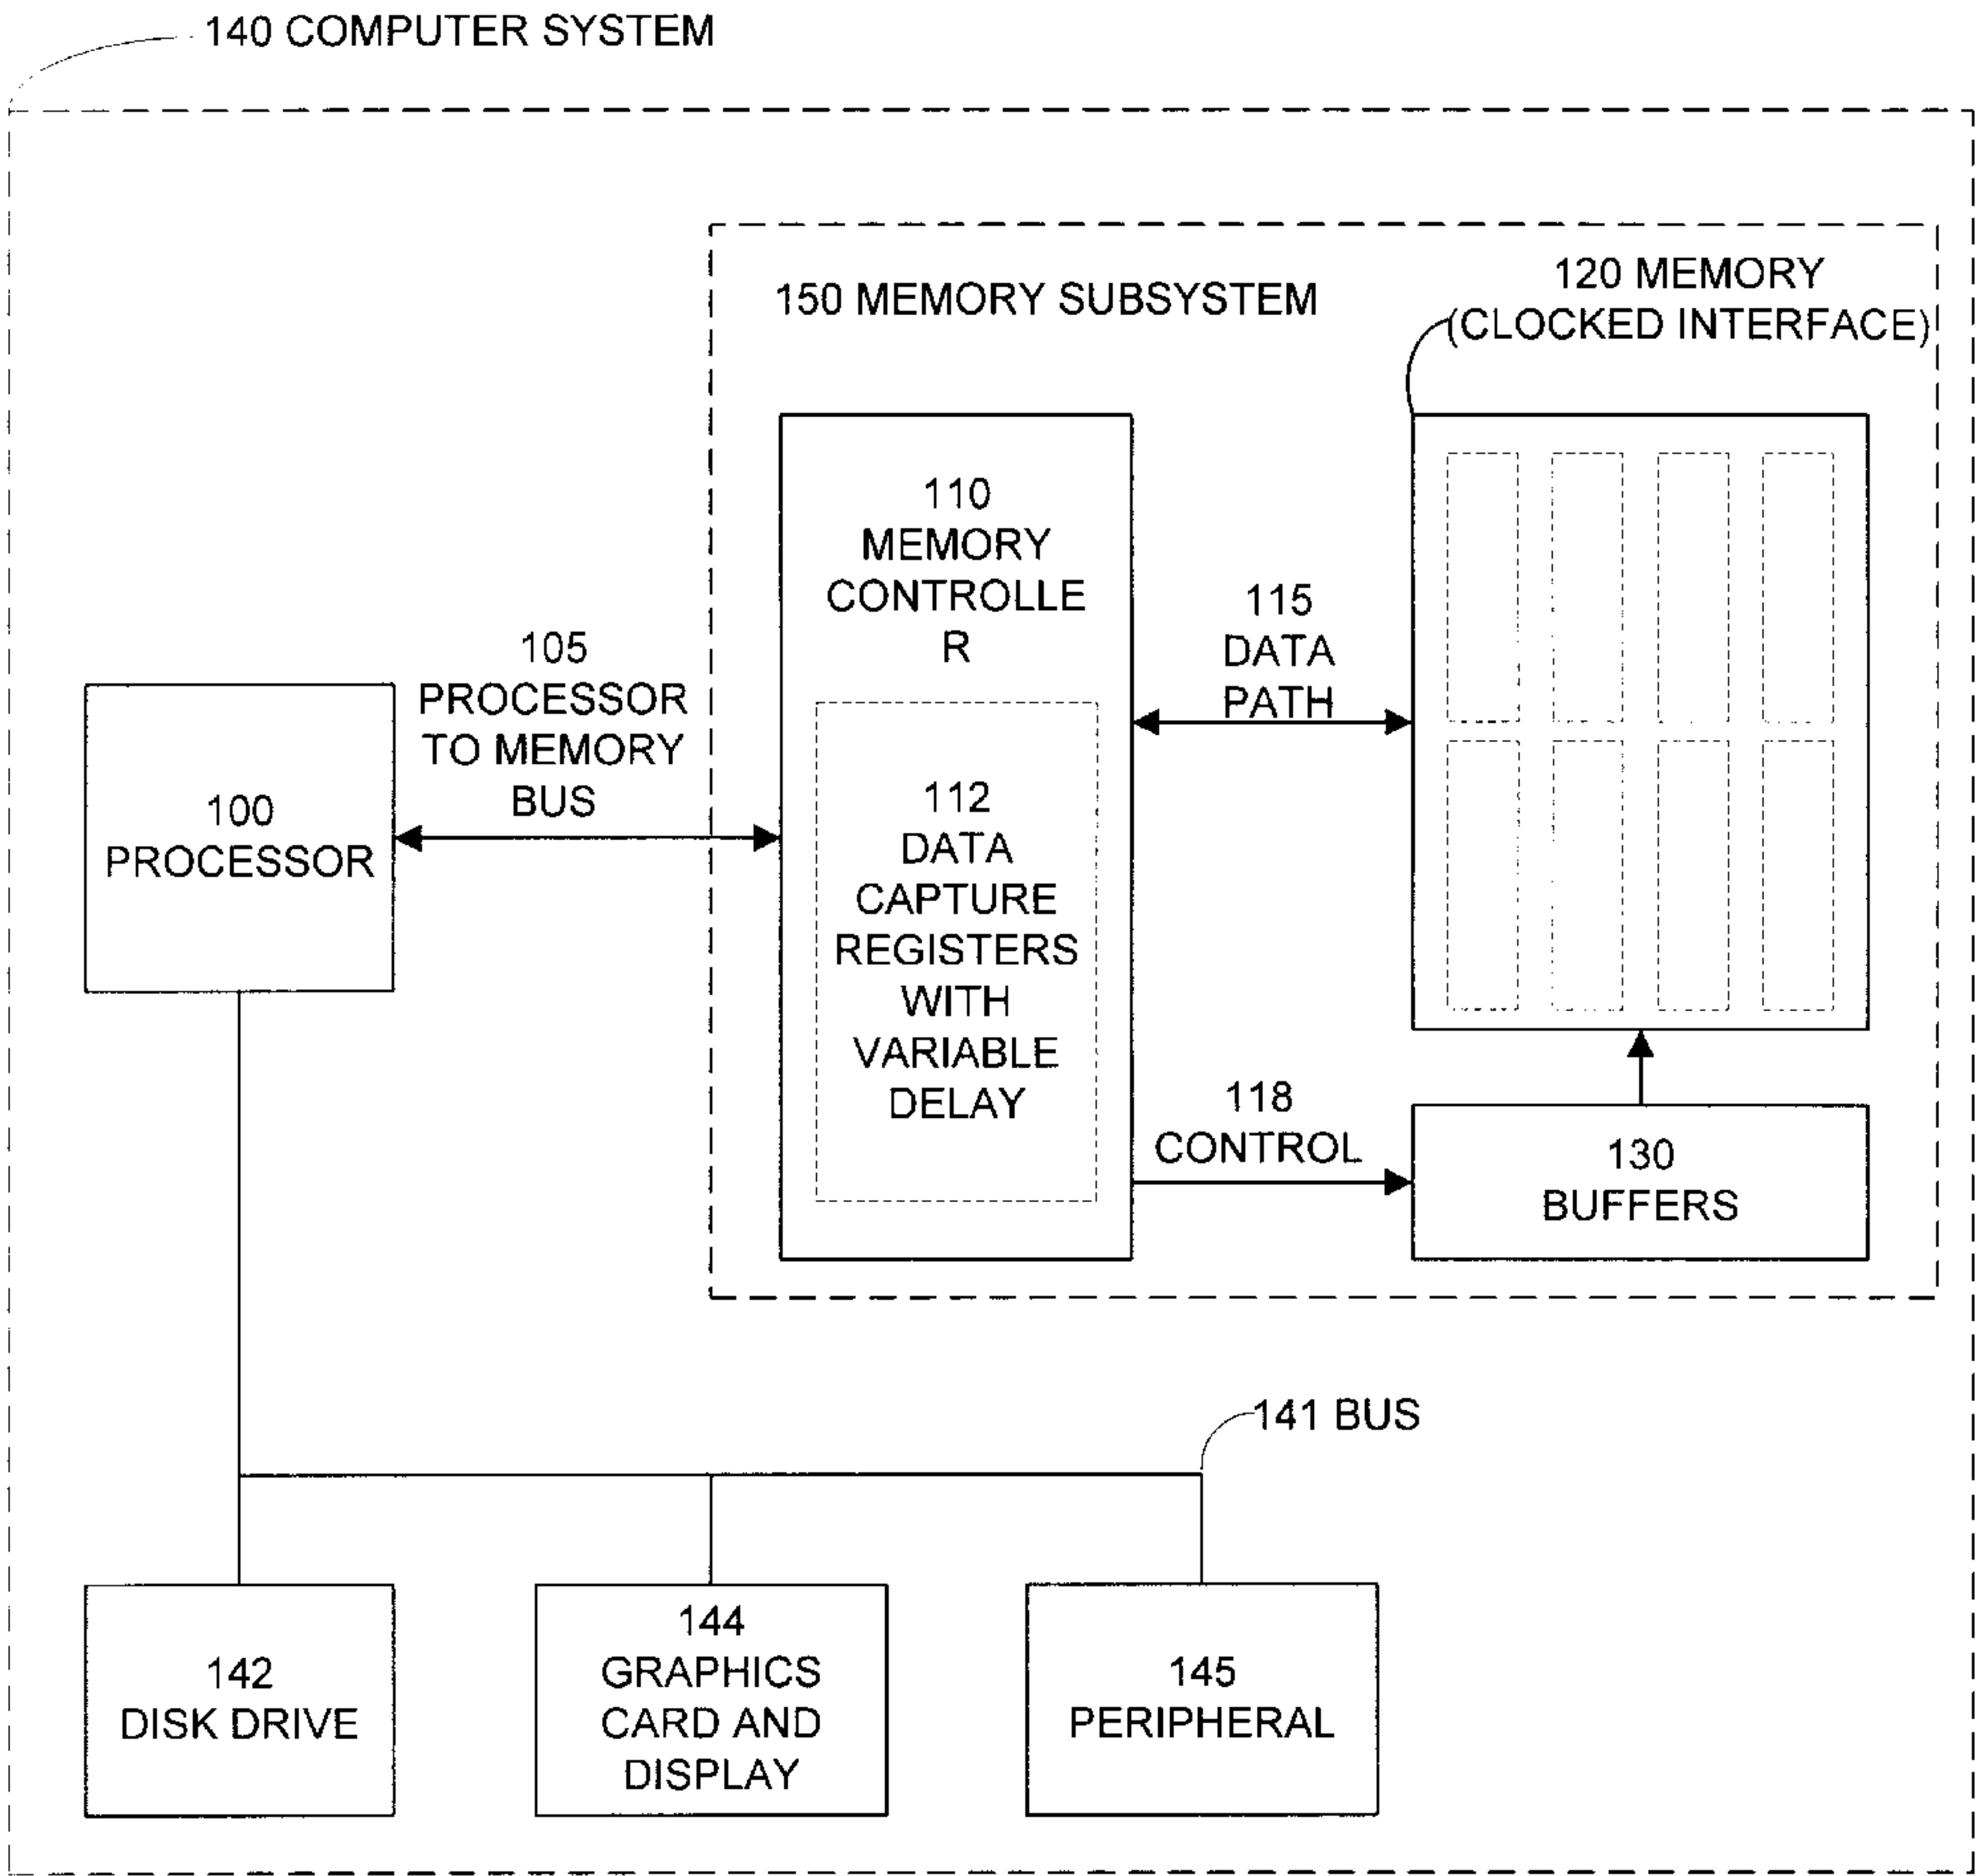 140 COMPUTER SYSTEM
150 MEMORY SUBSYSTEM
120 MEMORY
(CLOCKED INTERFACE)
110
MEMORY
CONTROLLE
R
115
DATA
PATH
105
PROCESSOR
TO MEMORY
BUS
100
PROCESSOR
112
DATA
CAPTURE
REGISTERS
WITH
VARIABLE
DELAY
118
CONTROL
130
BUFFERS
141 BUS
142
DISK DRIVE
144
GRAPHICS
CARD AND
DISPLAY
145
PERIPHERAL